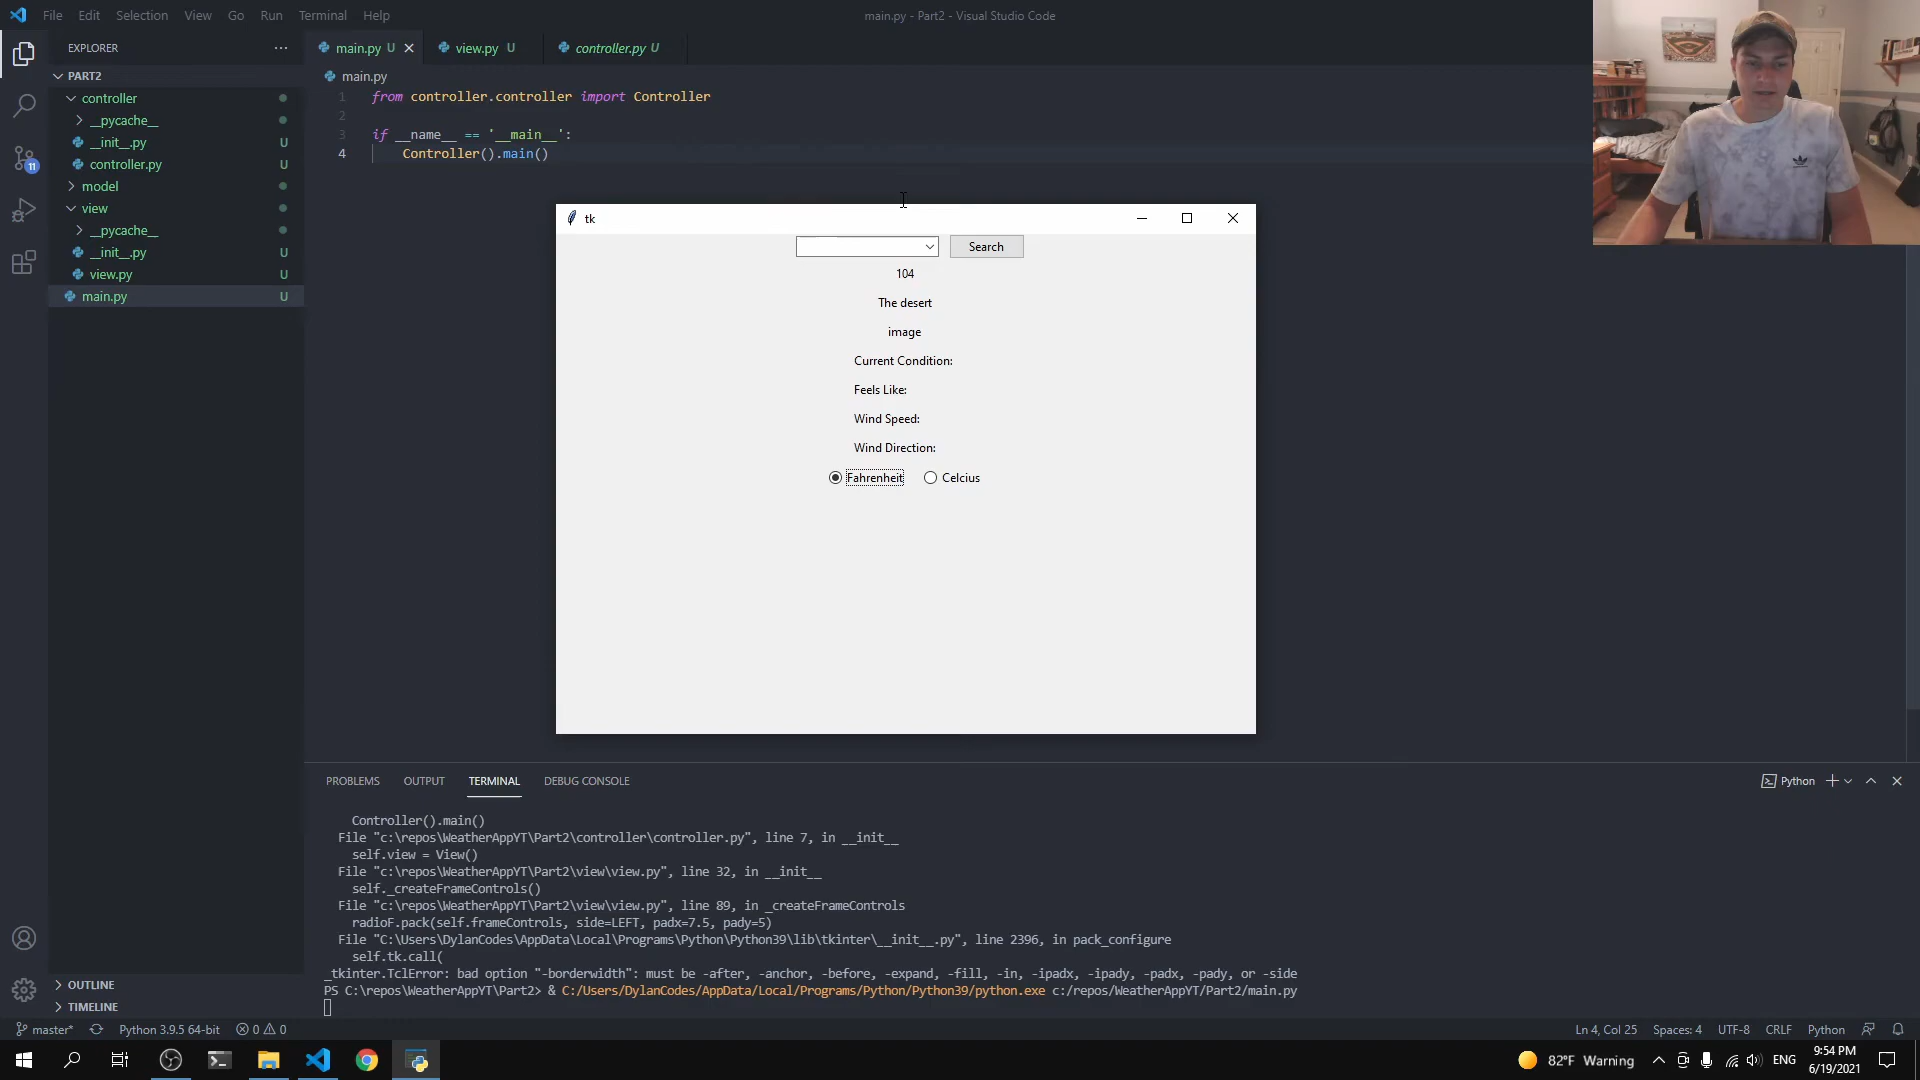 File Edit Selection View Go Run Terminal Help
main.py - Part2 - Visual Studio Code
EXPLORER
main.py U
view.py U
controller.py U
PART2
controller
__pycache__
__init__.py U
controller.py U
model
view
__pycache__
__init__.py U
view.py U
main.py U
11
main.py
1 from controller.controller import Controller
2
3 if __name__ == '__main__':
4 Controller().main()
tk
Search
104
The desert
image
Current Condition:
Feels Like:
Wind Speed:
Wind Direction:
Fahrenheit Celcius
PROBLEMS OUTPUT TERMINAL DEBUG CONSOLE
Python
Controller().main()
File "c:\repos\WeatherAppYT\Part2\controller\controller.py", line 7, in __init__
self.view = View()
File "c:\repos\WeatherAppYT\Part2\view\view.py", line 32, in __init__
self._createFrameControls()
File "c:\repos\WeatherAppYT\Part2\view\view.py", line 89, in _createFrameControls
radioF.pack(self.frameControls, side=LEFT, padx=7.5, pady=5)
File "C:\Users\DylanCodes\AppData\Local\Programs\Python\Python39\lib\tkinter\__init__.py", line 2396, in pack_configure
self.tk.call(
_tkinter.TclError: bad option "-borderwidth": must be -after, -anchor, -before, -expand, -fill, -in, -ipadx, -ipady, -padx, -pady, or -side
PS C:\repos\WeatherAppYT\Part2> & C:/Users/DylanCodes/AppData/Local/Programs/Python/Python39/python.exe c:/repos/WeatherAppYT/Part2/main.py
OUTLINE
TIMELINE
master* Python 3.9.5 64-bit 0 0
Ln 4, Col 25 Spaces: 4 UTF-8 CRLF Python
82°F Warning
ENG
9:54 PM
6/19/2021